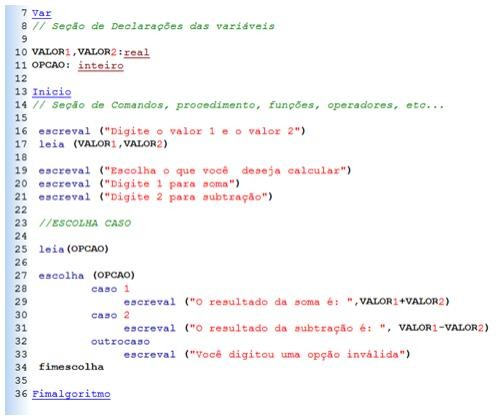 7 Var
8 // Seção de Declarações das variáveis
9
10 VALOR1,VALOR2:real
11 OPCAO: inteiro
12
13 Inicio
14 // Seção de Comandos, procedimento, funções, operadores, etc...
15
16 escreval ("Digite o valor 1 e o valor 2")
17 leia (VALOR1,VALOR2)
18
19 escreval ("Escolha o que você deseja calcular")
20 escreval ("Digite 1 para soma")
21 escreval ("Digite 2 para subtração")
22
23 //ESCOLHA CASO
24
25 leia(OPCAO)
26
27 escolha (OPCAO)
28 caso 1
29 escreval ("O resultado da soma é: ",VALOR1+VALOR2)
30 caso 2
31 escreval ("O resultado da subtração é: ", VALOR1-VALOR2)
32 outrocaso
33 escreval ("Você digitou uma opção inválida")
34 fimescolha
35
36 Fimalgoritmo